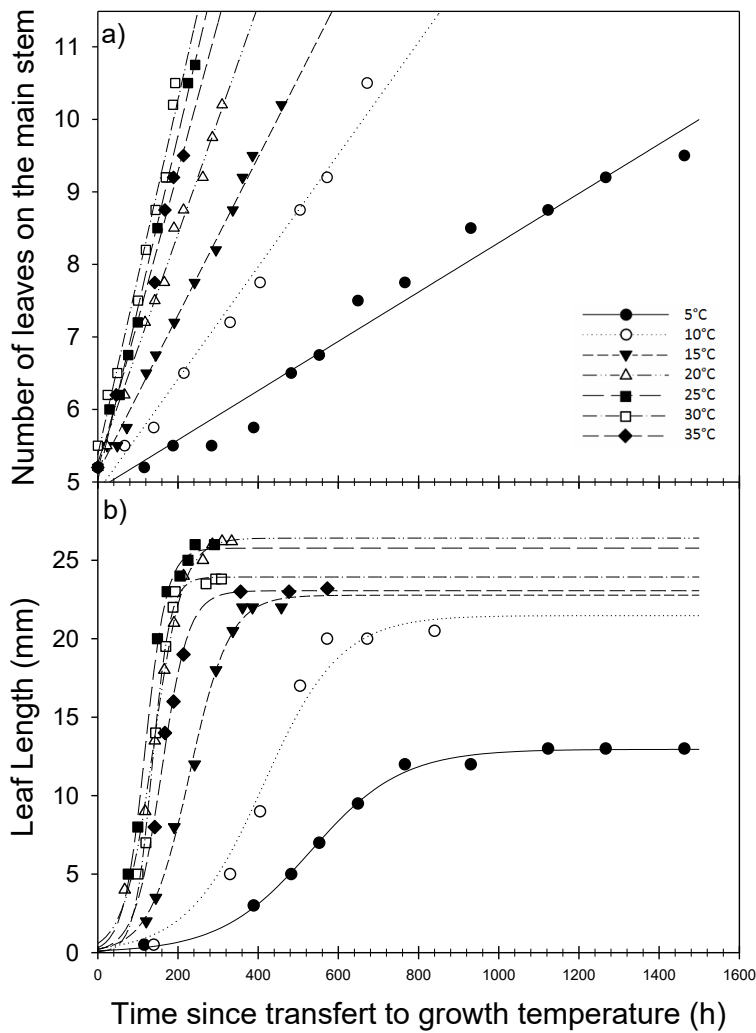 a)
Number of leaves on the main stem
11
10
9
8
7
6
5
5°C
10°C
15°C
20°C
25°C
30°C
35°C
b)
Leaf Length (mm)
25
20
15
10
5
0
0 200 400 600 800 1000 1200 1400 1600
Time since transfert to growth temperature (h)